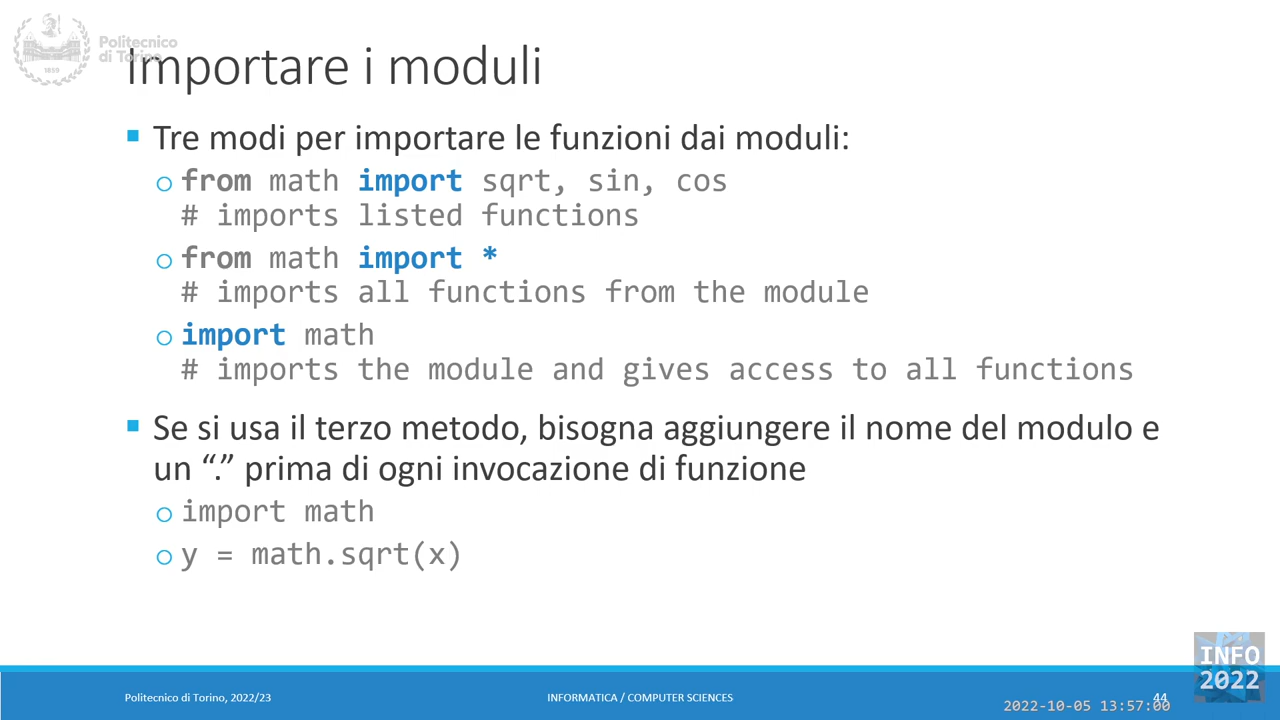 Politecnico
di Torino
1859
Importare i moduli
Tre modi per importare le funzioni dai moduli:
from math import sqrt, sin, cos
# imports listed functions
from math import *
# imports all functions from the module
import math
# imports the module and gives access to all functions
Se si usa il terzo metodo, bisogna aggiungere il nome del modulo e
un “.” prima di ogni invocazione di funzione
import math
y = math.sqrt(x)
Politecnico di Torino, 2022/23
INFORMATICA / COMPUTER SCIENCES
44
INFO
2022
2022-10-05 13:57:00